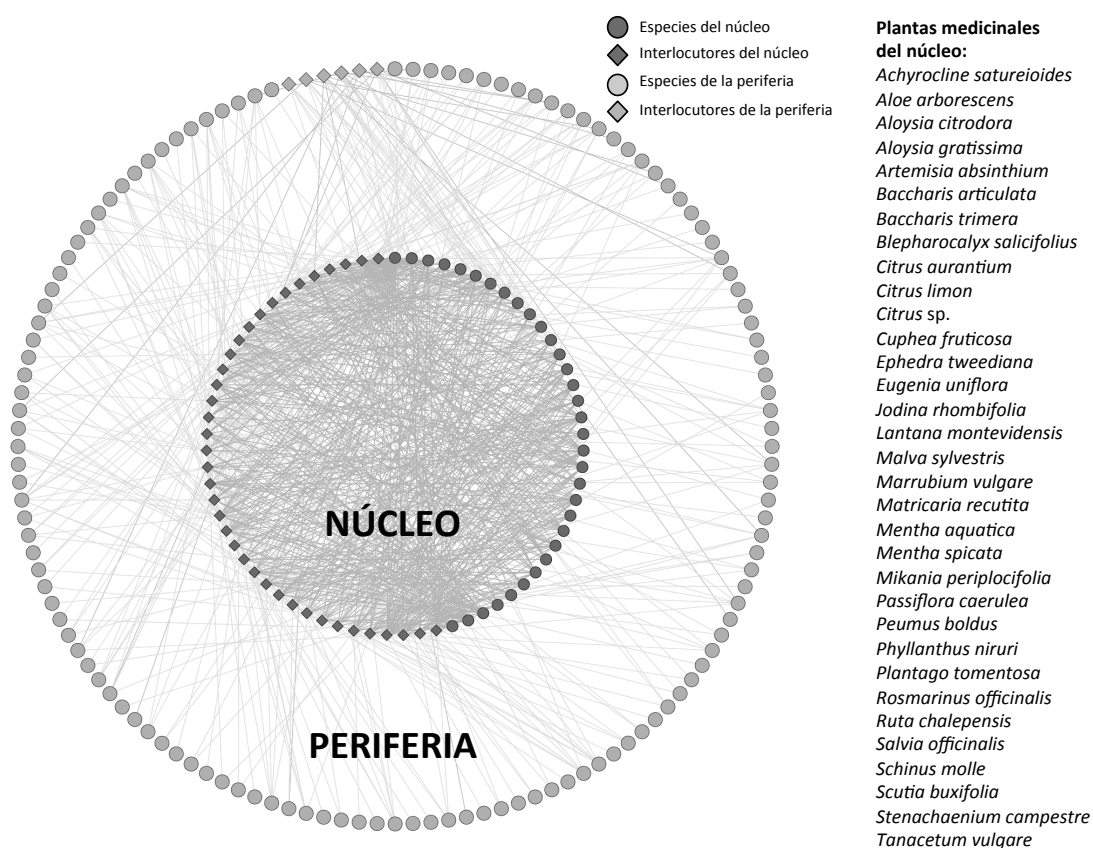 Especies del núcleo
Interlocutores del núcleo
Especies de la periferia
Interlocutores de la periferia
NÚCLEO
PERIFERIA
Plantas medicinales
del núcleo:
Achyrocline satureioides
Aloe arborescens
Aloysia citrodora
Aloysia gratissima
Artemisia absinthium
Baccharis articulata
Baccharis trimera
Blepharocalyx salicifolius
Citrus aurantium
Citrus limon
Citrus sp.
Cuphea fruticosa
Ephedra tweediana
Eugenia uniflora
Jodina rhombifolia
Lantana montevidensis
Malva sylvestris
Marrubium vulgare
Matricaria recutita
Mentha aquatica
Mentha spicata
Mikania periplocifolia
Passiflora caerulea
Peumus boldus
Phyllanthus niruri
Plantago tomentosa
Rosmarinus officinalis
Ruta chalepensis
Salvia officinalis
Schinus molle
Scutia buxifolia
Stenachaenium campestre
Tanacetum vulgare